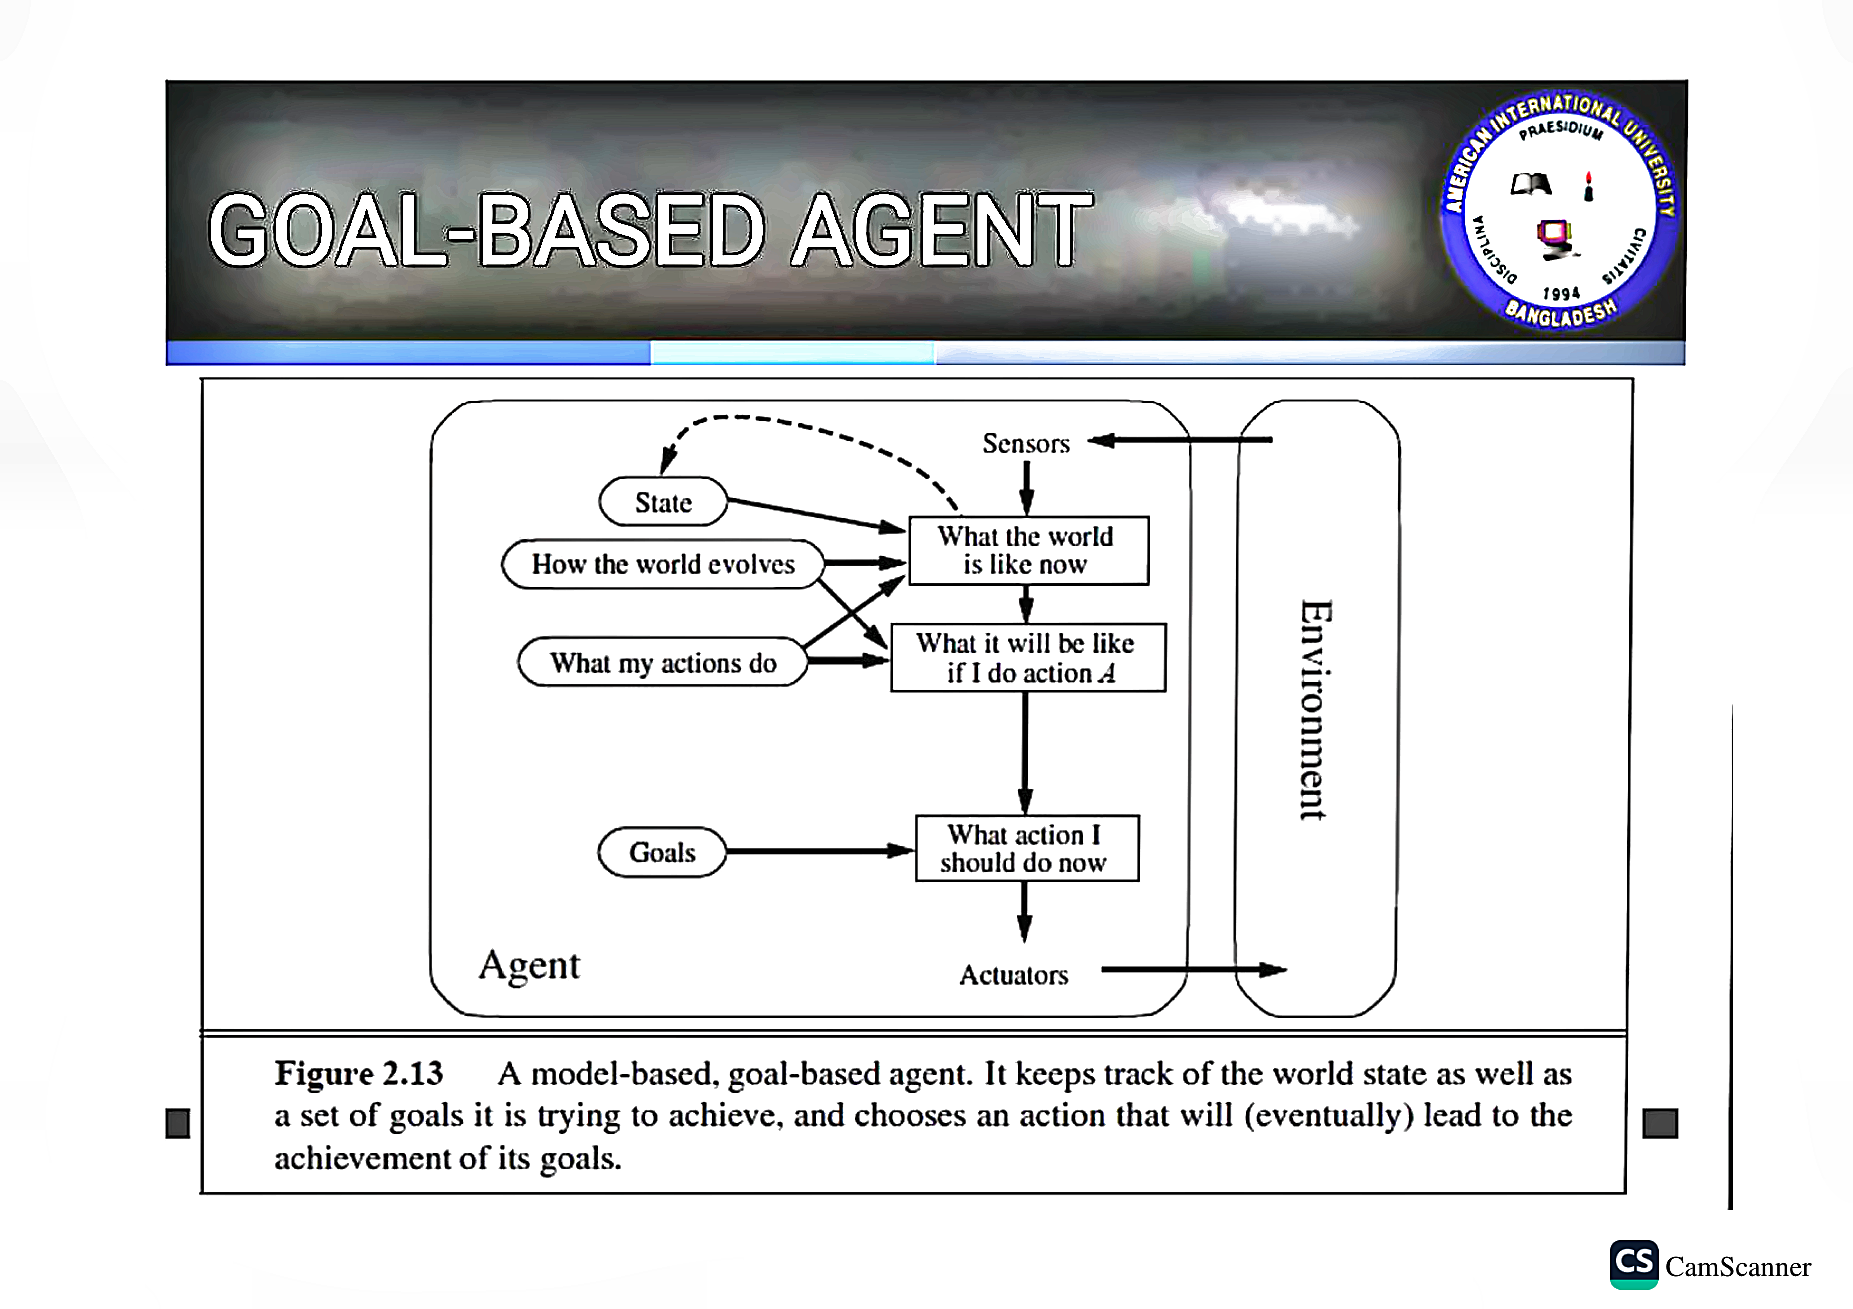 GOAL-BASED AGENT
AMERICAN INTERNATIONAL UNIVERSITY
PRAESIDIUM
DISCIPLINA
CIVITATIS
1994
BANGLADESH
Sensors
State
What the world
is like now
How the world evolves
What it will be like
if I do action A
What my actions do
Environment
Goals
What action I
should do now
Agent
Actuators
Figure 2.13 A model-based, goal-based agent. It keeps track of the world state as well as
a set of goals it is trying to achieve, and chooses an action that will (eventually) lead to the
achievement of its goals.
CS CamScanner